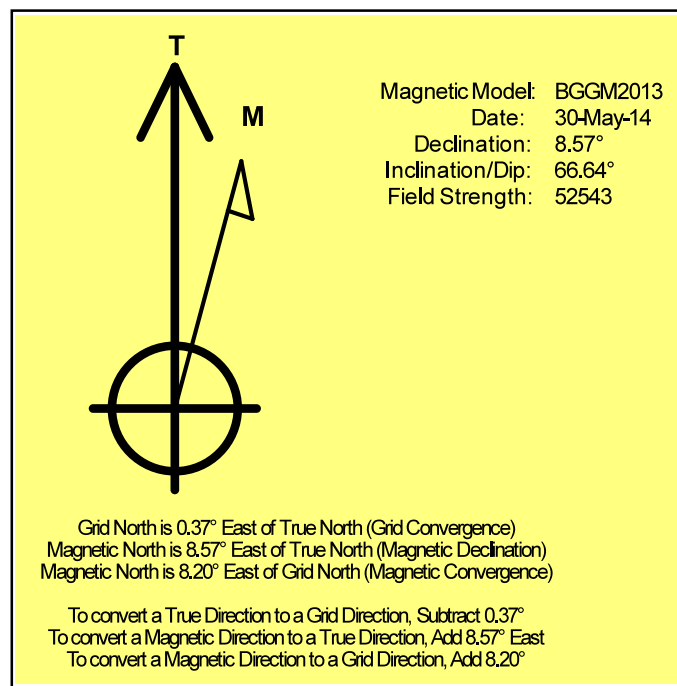 T
M
Magnetic Model: BGGM2013
Date: 30-May-14
Declination: 8.57°
Inclination/Dip: 66.64°
Field Strength: 52543
Grid North is 0.37° East of True North (Grid Convergence)
Magnetic North is 8.57° East of True North (Magnetic Declination)
Magnetic North is 8.20° East of Grid North (Magnetic Convergence)
To convert a True Direction to a Grid Direction, Subtract 0.37°
To convert a Magnetic Direction to a True Direction, Add 8.57° East
To convert a Magnetic Direction to a Grid Direction, Add 8.20°